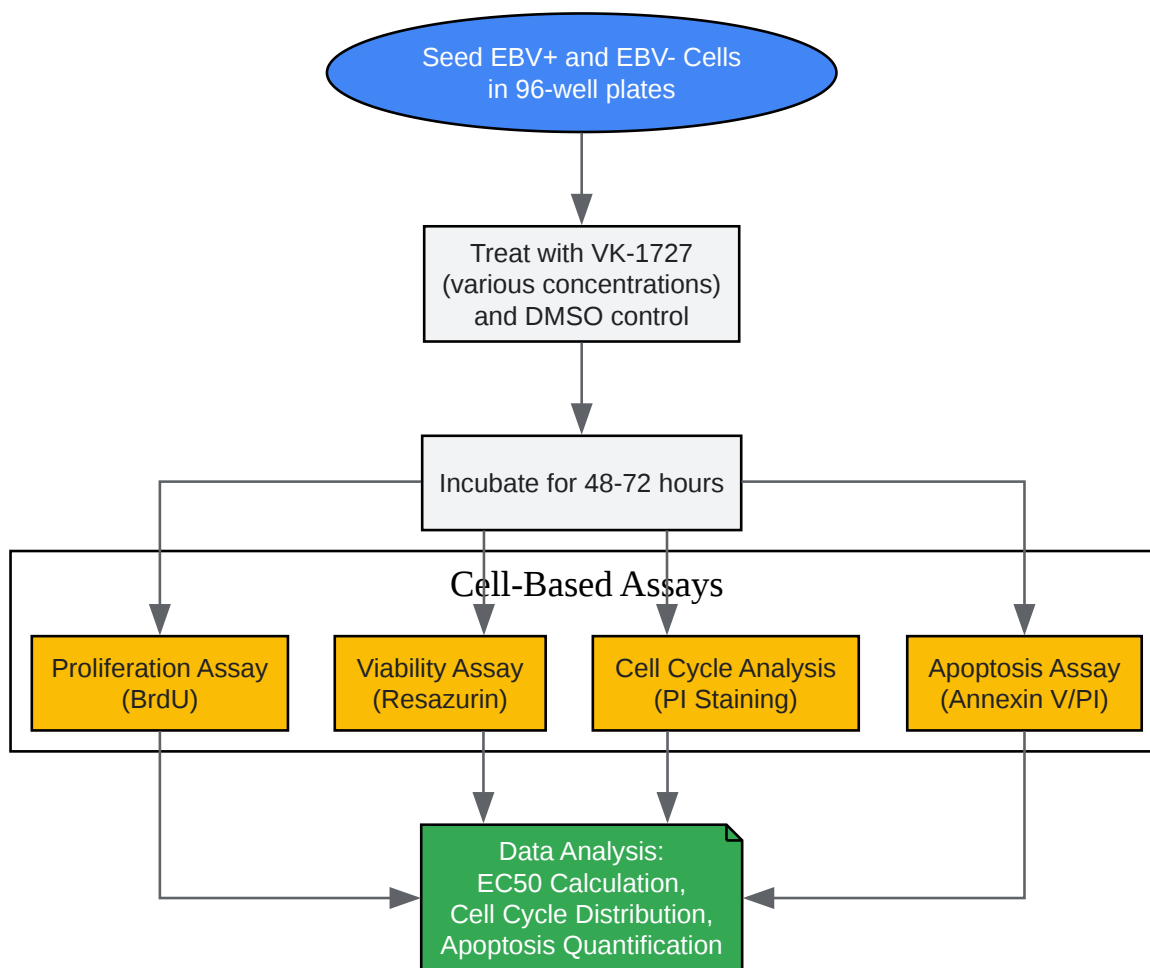 Seed EBV+ and EBV- Cells
in 96-well plates
Treat with VK-1727
(various concentrations)
and DMSO control
Incubate for 48-72 hours
Cell-Based Assays
Proliferation Assay
(BrdU)
Viability Assay
(Resazurin)
Cell Cycle Analysis
(PI Staining)
Apoptosis Assay
(Annexin V/PI)
Data Analysis:
EC50 Calculation,
Cell Cycle Distribution,
Apoptosis Quantification